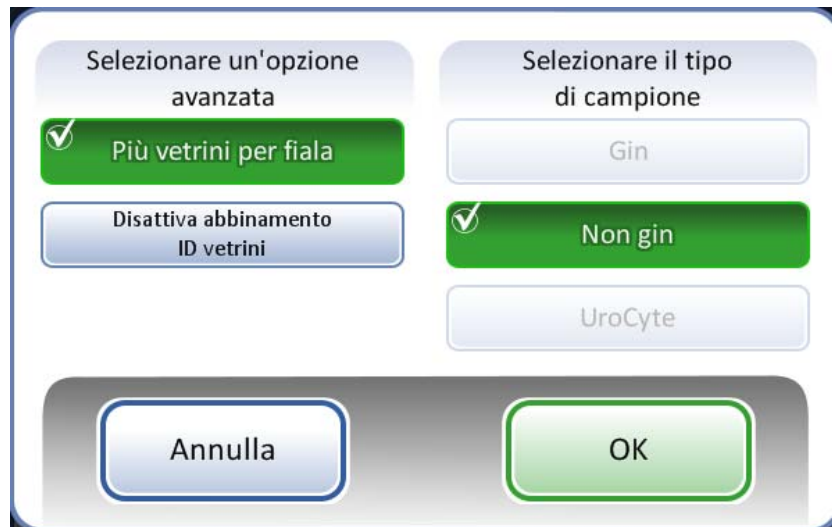 Selezionare un'opzione
avanzata
Più vetrini per fiala
Disattiva abbinamento
ID vetrini
Selezionare il tipo
di campione
Gin
Non gin
UroCyte
Annulla
OK